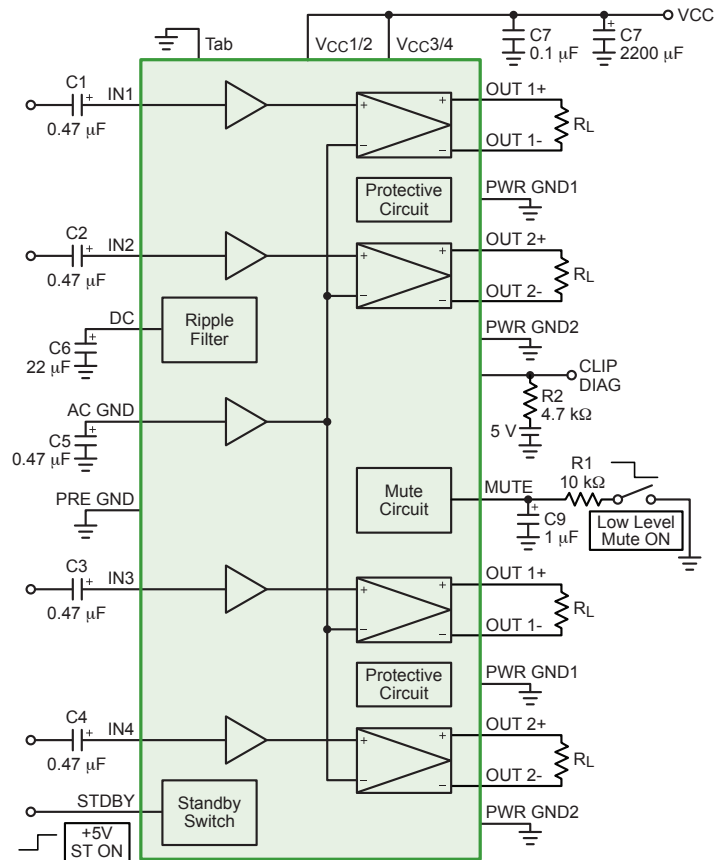 VCC
Tab
VCC1/2
VCC3/4
C7
0.1 μF
C7
+
2200 μF
C1
+
IN1
0.47 μF
+
−
+
−
OUT 1+
OUT 1-
RL
Protective
Circuit
PWR GND1
C2
+
IN2
0.47 μF
+
−
+
−
OUT 2+
OUT 2-
RL
DC
Ripple
Filter
C6
+
22 μF
PWR GND2
CLIP
DIAG
R2
4.7 kΩ
5 V
AC GND
C5
+
0.47 μF
Mute
Circuit
MUTE
R1
10 kΩ
+
C9
1 μF
Low Level
Mute ON
PRE GND
C3
+
IN3
0.47 μF
+
−
+
−
OUT 1+
OUT 1-
RL
Protective
Circuit
PWR GND1
C4
+
IN4
0.47 μF
+
−
+
−
OUT 2+
OUT 2-
RL
STDBY
Standby
Switch
+5V
ST ON
PWR GND2